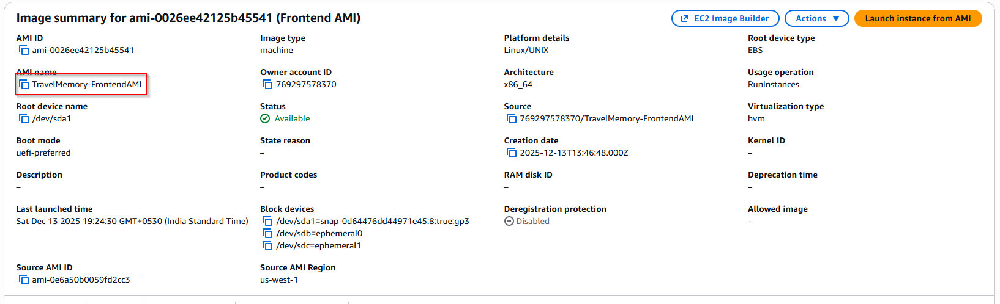 Image summary for ami-0026ee42125b45541 (Frontend AMI)
EC2 Image Builder
Actions
Launch instance from AMI
AMI ID
ami-0026ee42125b45541
Image type
machine
Platform details
Linux/UNIX
Root device type
EBS
AMI name
TravelMemory-FrontendAMI
Owner account ID
769297578370
Architecture
x86_64
Usage operation
RunInstances
Root device name
/dev/sda1
Status
Available
Source
769297578370/TravelMemory-FrontendAMI
Virtualization type
hvm
Boot mode
uefi-preferred
State reason
–
Creation date
2025-12-13T13:46:48.000Z
Kernel ID
–
Description
–
Product codes
–
RAM disk ID
–
Deprecation time
–
Last launched time
Sat Dec 13 2025 19:24:30 GMT+0530 (India Standard Time)
Block devices
/dev/sda1=snap-0d64476dd44971e45:8:true:gp3
/dev/sdb=ephemeral0
/dev/sdc=ephemeral1
Deregistration protection
Disabled
Allowed image
-
Source AMI ID
ami-0e6a50b0059fd2cc3
Source AMI Region
us-west-1